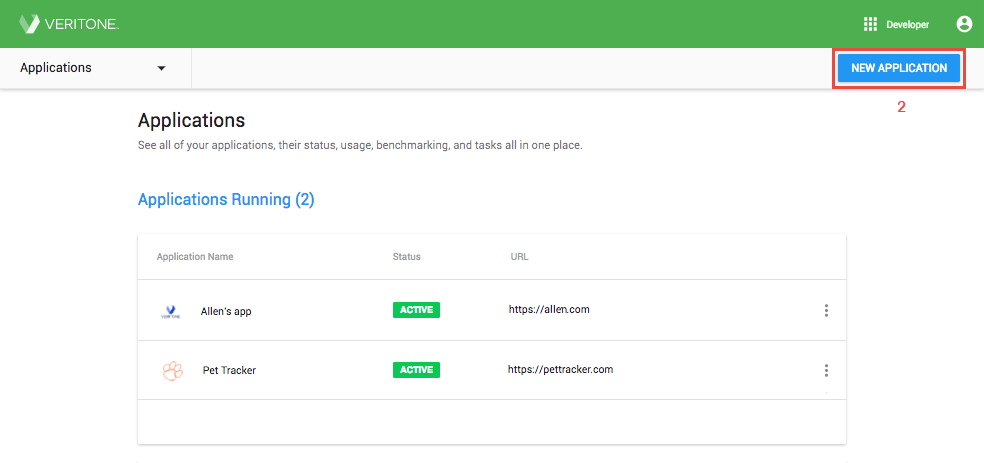 VERITONE.
Developer
Applications
NEW APPLICATION
2
Applications
See all of your applications, their status, usage, benchmarking, and tasks all in one place.
Applications Running (2)
Application Name Status URL
VERITONE
Allen's app ACTIVE https://allen.com
Pet Tracker ACTIVE https://pettracker.com